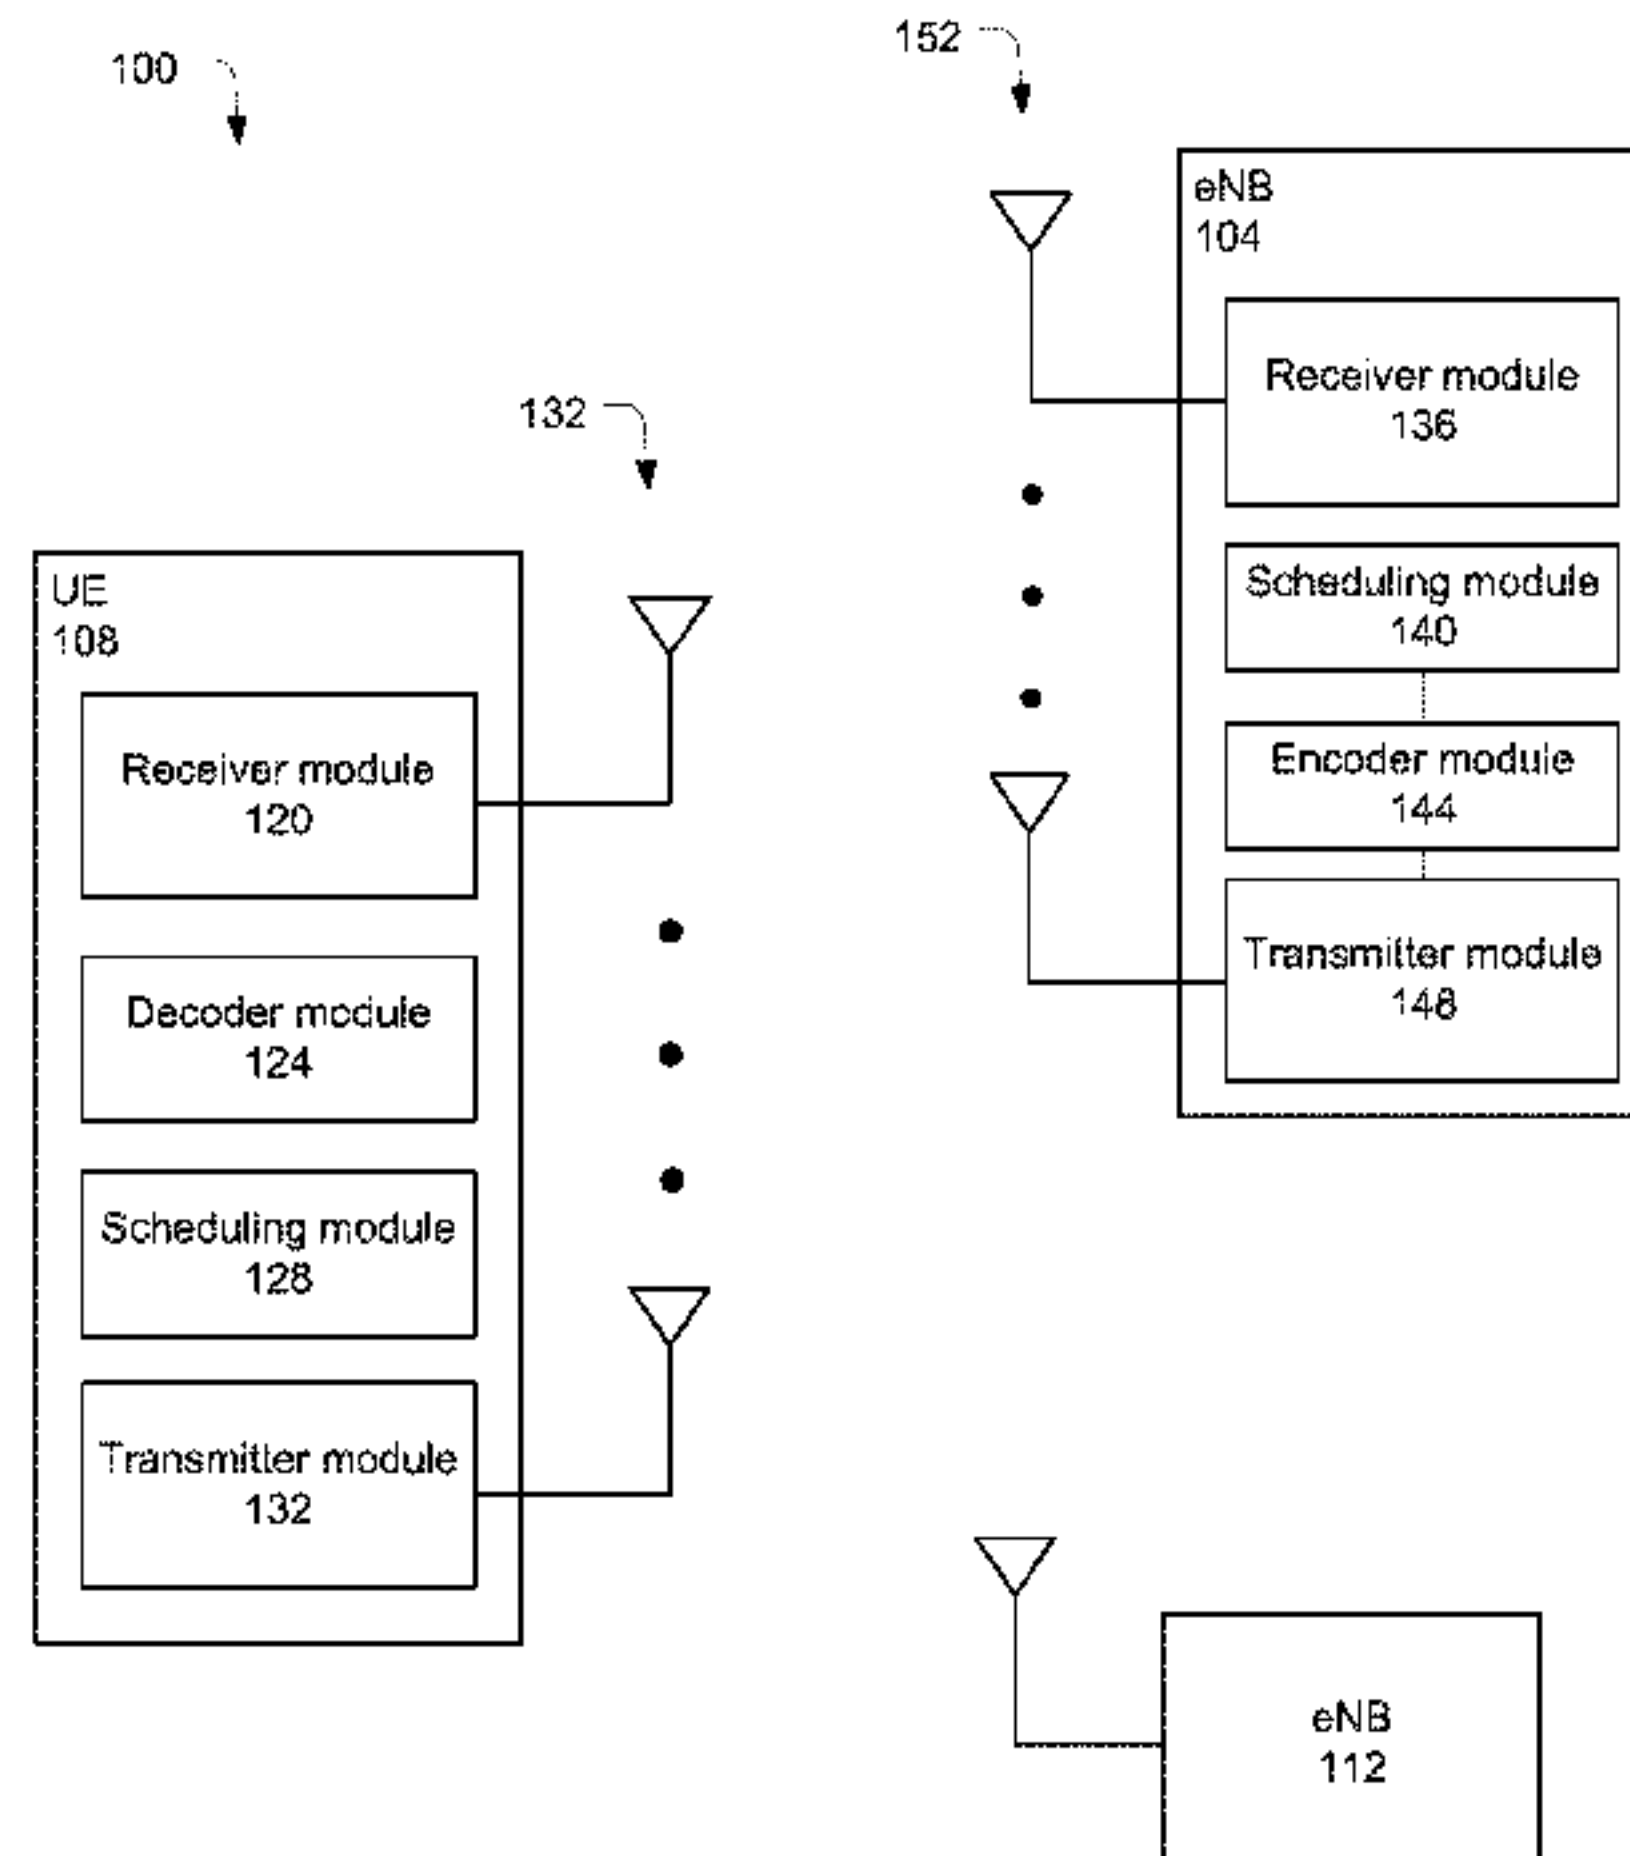 100
152
eNB
104
Receiver module
136
Scheduling module
140
Encoder module
144
Transmitter module
148
132
UE
108
Receiver module
120
Decoder module
124
Scheduling module
128
Transmitter module
132
eNB
112